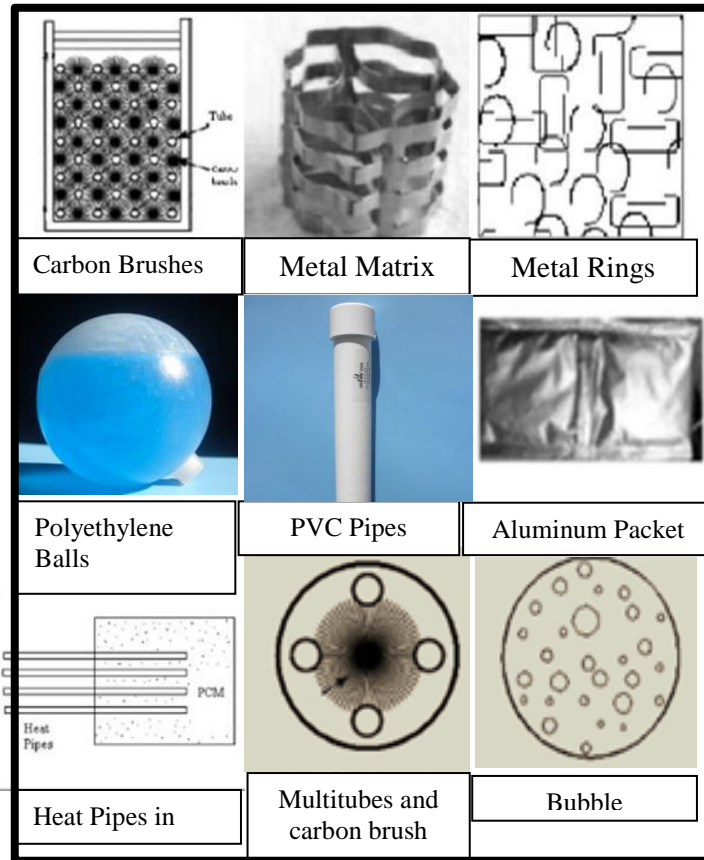 Tube
Carbon Brushes
Metal Matrix
Metal Rings
Polyethylene
Balls
PVC Pipes
Aluminum Packet
PCM
Heat
Pipes
Heat Pipes in
Multitubes and
carbon brush
Bubble